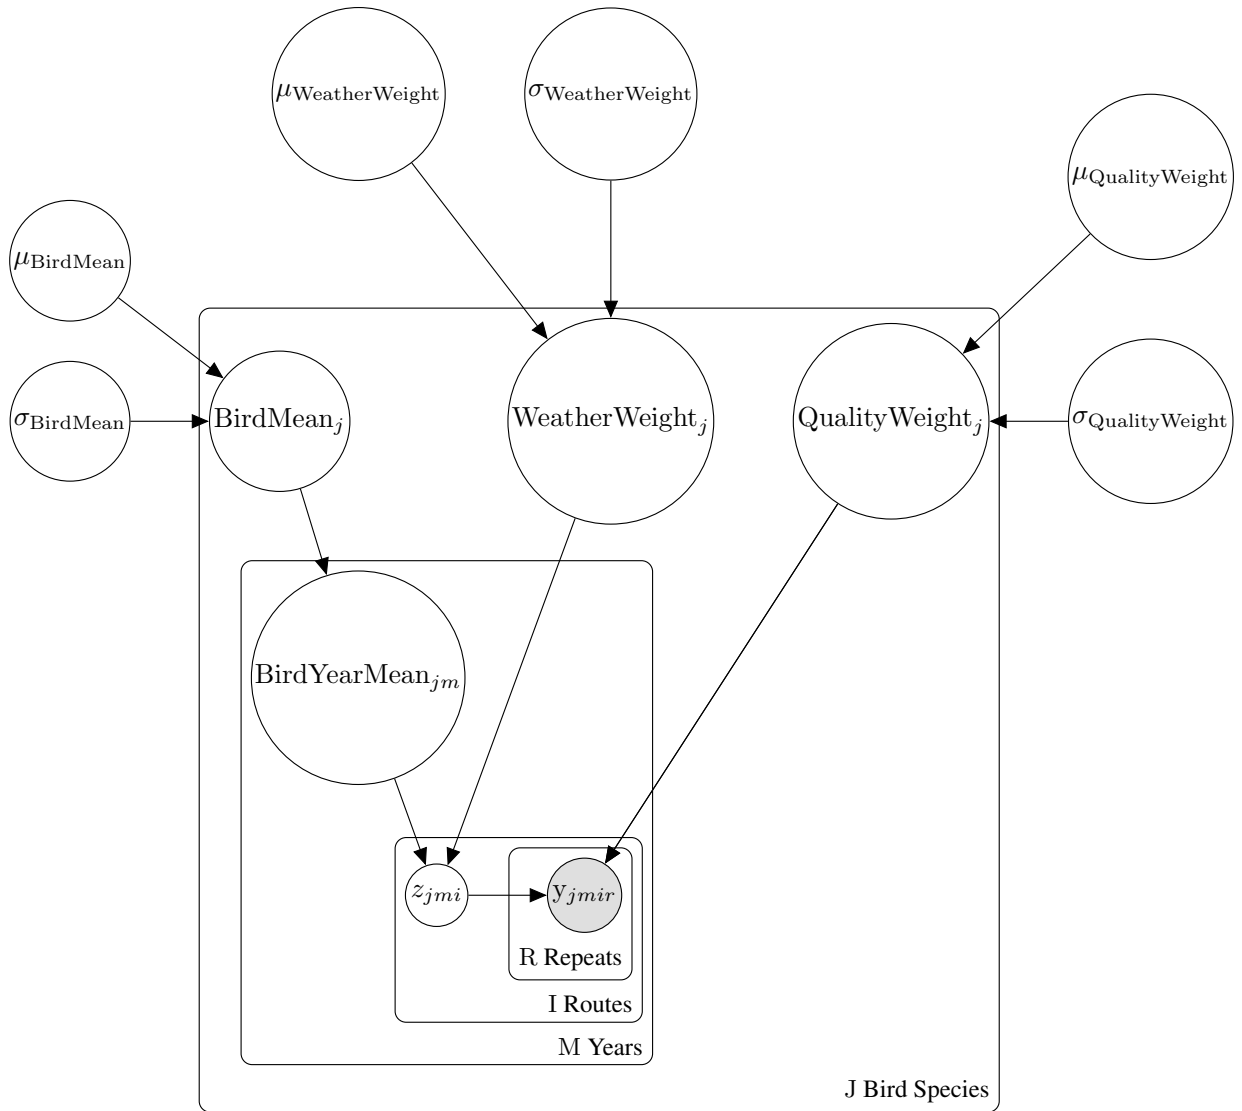 μWeatherWeight
σWeatherWeight
μQualityWeight
μBirdMean
σBirdMean
BirdMeanⱼ
WeatherWeightⱼ
QualityWeightⱼ
σQualityWeight
BirdYearMeanjm
zjmi
yjmir
R Repeats
I Routes
M Years
J Bird Species